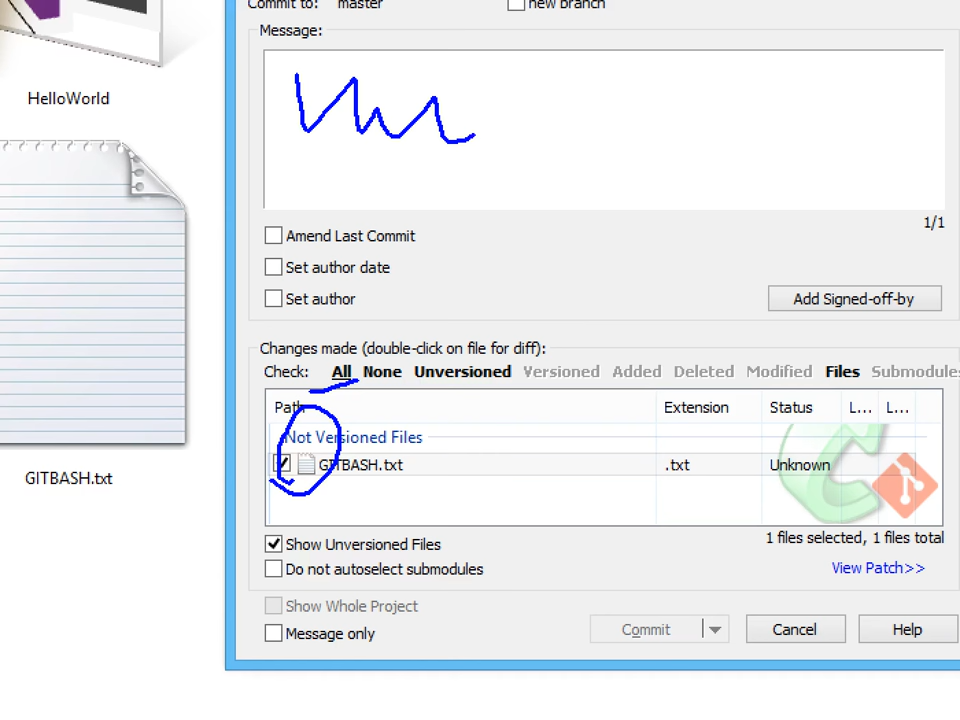 Commit to: master new branch
Message:
HelloWorld
1/1
Amend Last Commit
Set author date
Set author
Add Signed-off-by
Changes made (double-click on file for diff):
Check: All None Unversioned Versioned Added Deleted Modified Files Submodules
Path Extension Status L... L...
Not Versioned Files
GITBASH.txt .txt Unknown
GITBASH.txt
1 files selected, 1 files total
Show Unversioned Files
Do not autoselect submodules
View Patch>>
Show Whole Project
Message only
Commit Cancel Help